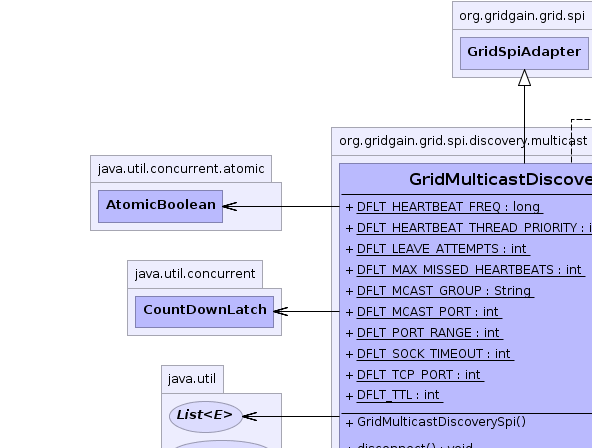 org.gridgain.grid.spi
GridSpiAdapter
org.gridgain.grid.spi.discovery.multicast
java.util.concurrent.atomic
AtomicBoolean
java.util.concurrent
CountDownLatch
java.util
List<E>
GridMulticastDiscove
+ DFLT_HEARTBEAT_FREQ : long
+ DFLT_HEARTBEAT_THREAD_PRIORITY : i
+ DFLT_LEAVE_ATTEMPTS : int
+ DFLT_MAX_MISSED_HEARTBEATS : int
+ DFLT_MCAST_GROUP : String
+ DFLT_MCAST_PORT : int
+ DFLT_PORT_RANGE : int
+ DFLT_SOCK_TIMEOUT : int
+ DFLT_TCP_PORT : int
+ DFLT_TTL : int
+ GridMulticastDiscoverySpi()
+ disconnect() : void